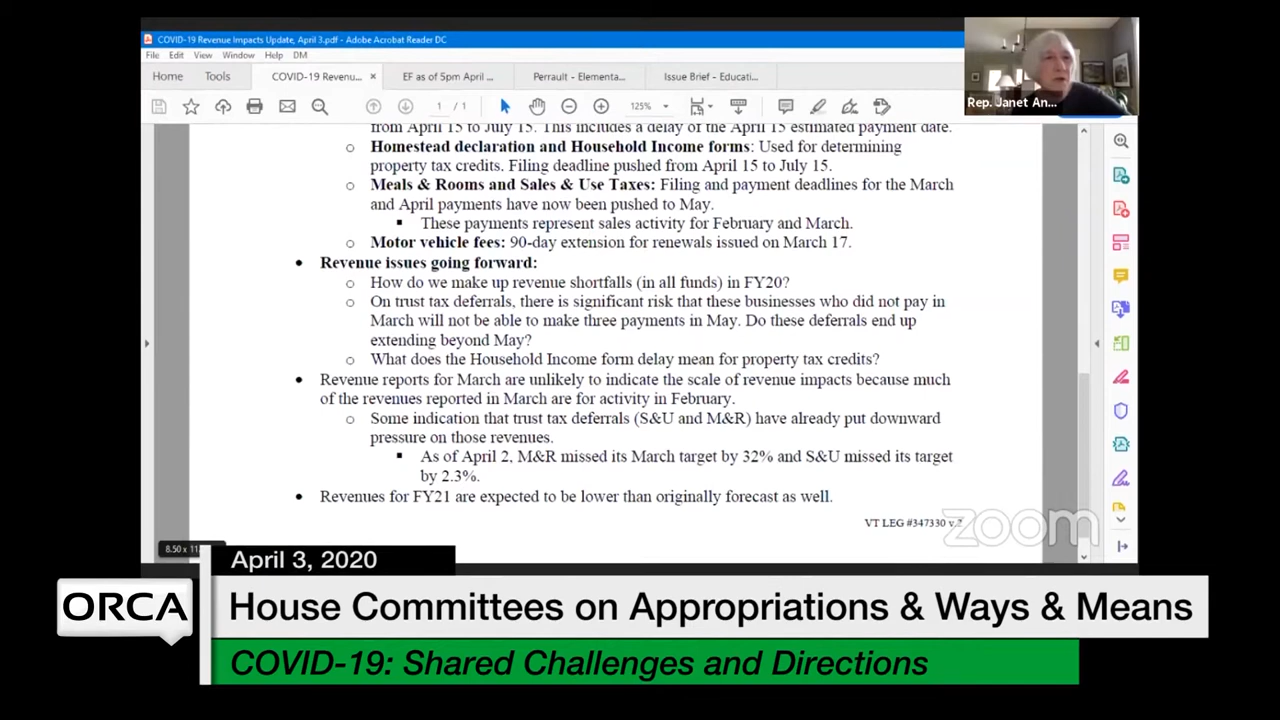 COVID-19 Revenue Impacts Update, April 3.pdf - Adobe Acrobat Reader DC
File Edit View Window Help DM
Home Tools COVID-19 Revenu... × EF as of 5pm April ... Perrault - Elementa... Issue Brief - Educati...
1 / 1 125%
Rep. Janet An...
from April 15 to July 15. This includes a delay of the April 15 estimated payment date.
○ Homestead declaration and Household Income forms: Used for determining
property tax credits. Filing deadline pushed from April 15 to July 15.
○ Meals & Rooms and Sales & Use Taxes: Filing and payment deadlines for the March
and April payments have now been pushed to May.
▪ These payments represent sales activity for February and March.
○ Motor vehicle fees: 90-day extension for renewals issued on March 17.
• Revenue issues going forward:
○ How do we make up revenue shortfalls (in all funds) in FY20?
○ On trust tax deferrals, there is significant risk that these businesses who did not pay in
March will not be able to make three payments in May. Do these deferrals end up
extending beyond May?
○ What does the Household Income form delay mean for property tax credits?
• Revenue reports for March are unlikely to indicate the scale of revenue impacts because much
of the revenues reported in March are for activity in February.
○ Some indication that trust tax deferrals (S&U and M&R) have already put downward
pressure on those revenues.
▪ As of April 2, M&R missed its March target by 32% and S&U missed its target
by 2.3%.
• Revenues for FY21 are expected to be lower than originally forecast as well.
VT LEG #347330 v.2
zoom
8.50 x 11
April 3, 2020
ORCA
House Committees on Appropriations & Ways & Means
COVID-19: Shared Challenges and Directions